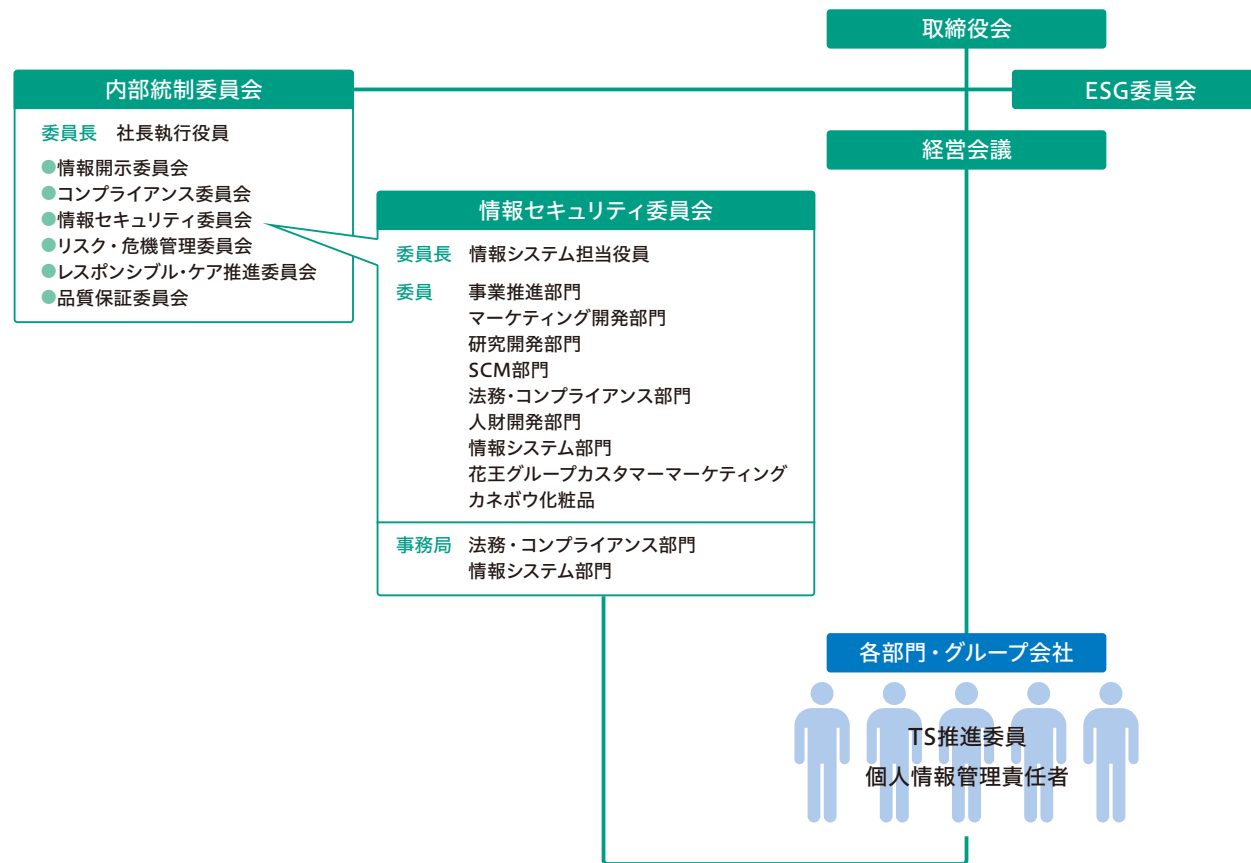 取締役会
内部統制委員会
ESG委員会
委員長 社長執行役員
●情報開示委員会
●コンプライアンス委員会
●情報セキュリティ委員会
●リスク・危機管理委員会
●レスポンシブル・ケア推進委員会
●品質保証委員会
経営会議
情報セキュリティ委員会
委員長 情報システム担当役員
委員 事業推進部門
マーケティング開発部門
研究開発部門
SCM部門
法務・コンプライアンス部門
人財開発部門
情報システム部門
花王グループカスタマーマーケティング
カネボウ化粧品
事務局 法務・コンプライアンス部門
情報システム部門
各部門・グループ会社
TS推進委員
個人情報管理責任者